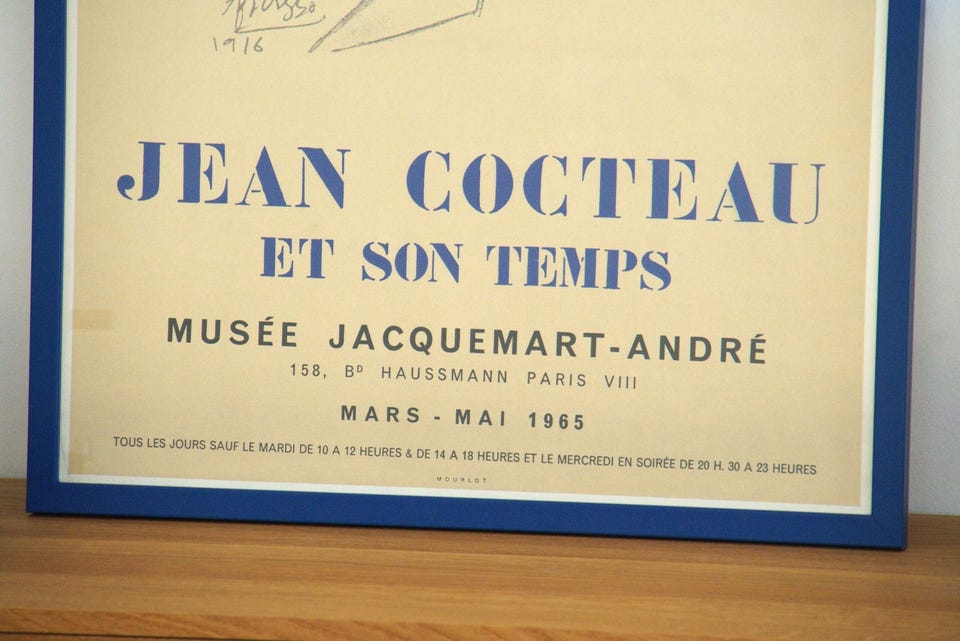 Picasso
1916
JEAN COCTEAU
ET SON TEMPS
MUSÉE JACQUEMART-ANDRÉ
158, Bᴰ HAUSSMANN PARIS VIII
MARS - MAI 1965
TOUS LES JOURS SAUF LE MARDI DE 10 A 12 HEURES & DE 14 A 18 HEURES ET LE MERCREDI EN SOIRÉE DE 20 H. 30 A 23 HEURES
MOURLOT